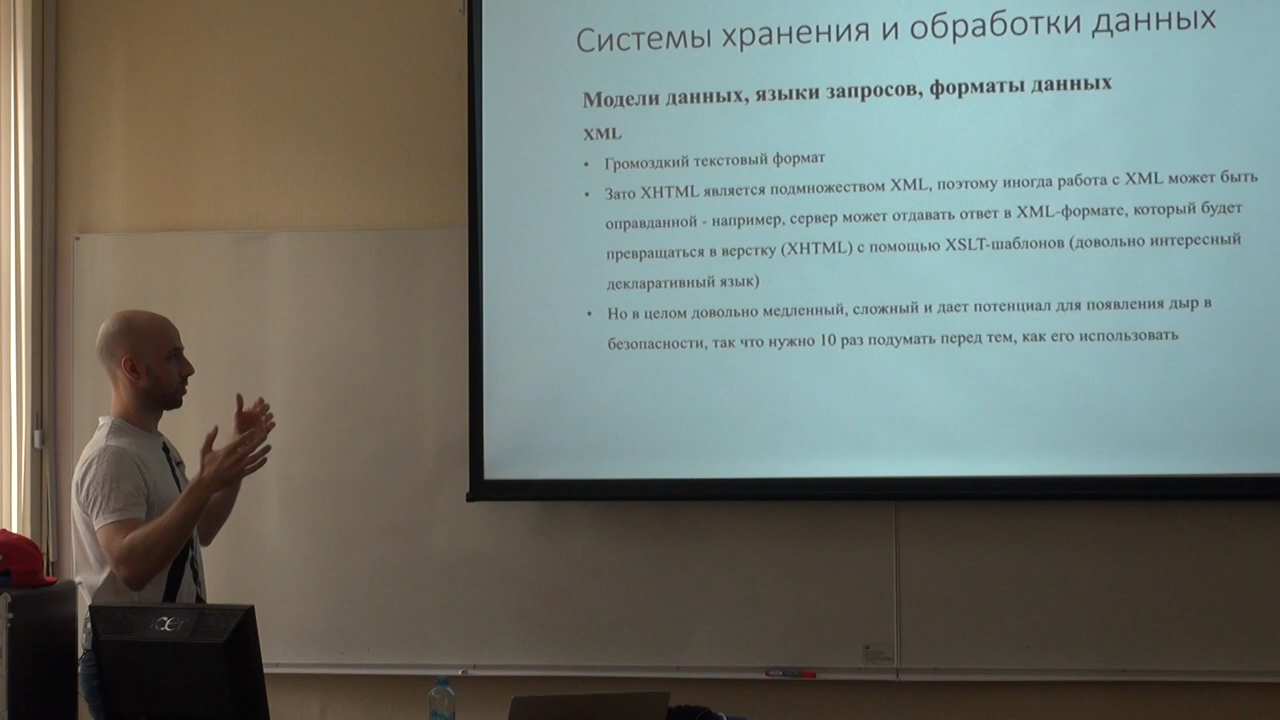 Системы хранения и обработки данных
Модели данных, языки запросов, форматы данных
XML
• Громоздкий текстовый формат
• Зато XHTML является подмножеством XML, поэтому иногда работа с XML может быть
оправданной - например, сервер может отдавать ответ в XML-формате, который будет
превращаться в верстку (XHTML) с помощью XSLT-шаблонов (довольно интересный
декларативный язык)
• Но в целом довольно медленный, сложный и дает потенциал для появления дыр в
безопасности, так что нужно 10 раз подумать перед тем, как его использовать
acer